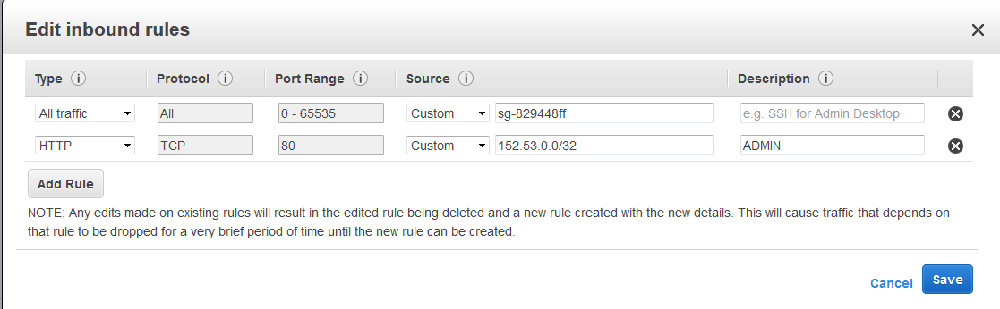 Edit inbound rules
Type Protocol Port Range Source Description
All traffic All 0 - 65535 Custom sg-829448ff e.g. SSH for Admin Desktop
HTTP TCP 80 Custom 152.53.0.0/32 ADMIN
Add Rule
NOTE: Any edits made on existing rules will result in the edited rule being deleted and a new rule created with the new details. This will cause traffic that depends on
that rule to be dropped for a very brief period of time until the new rule can be created.
Cancel Save